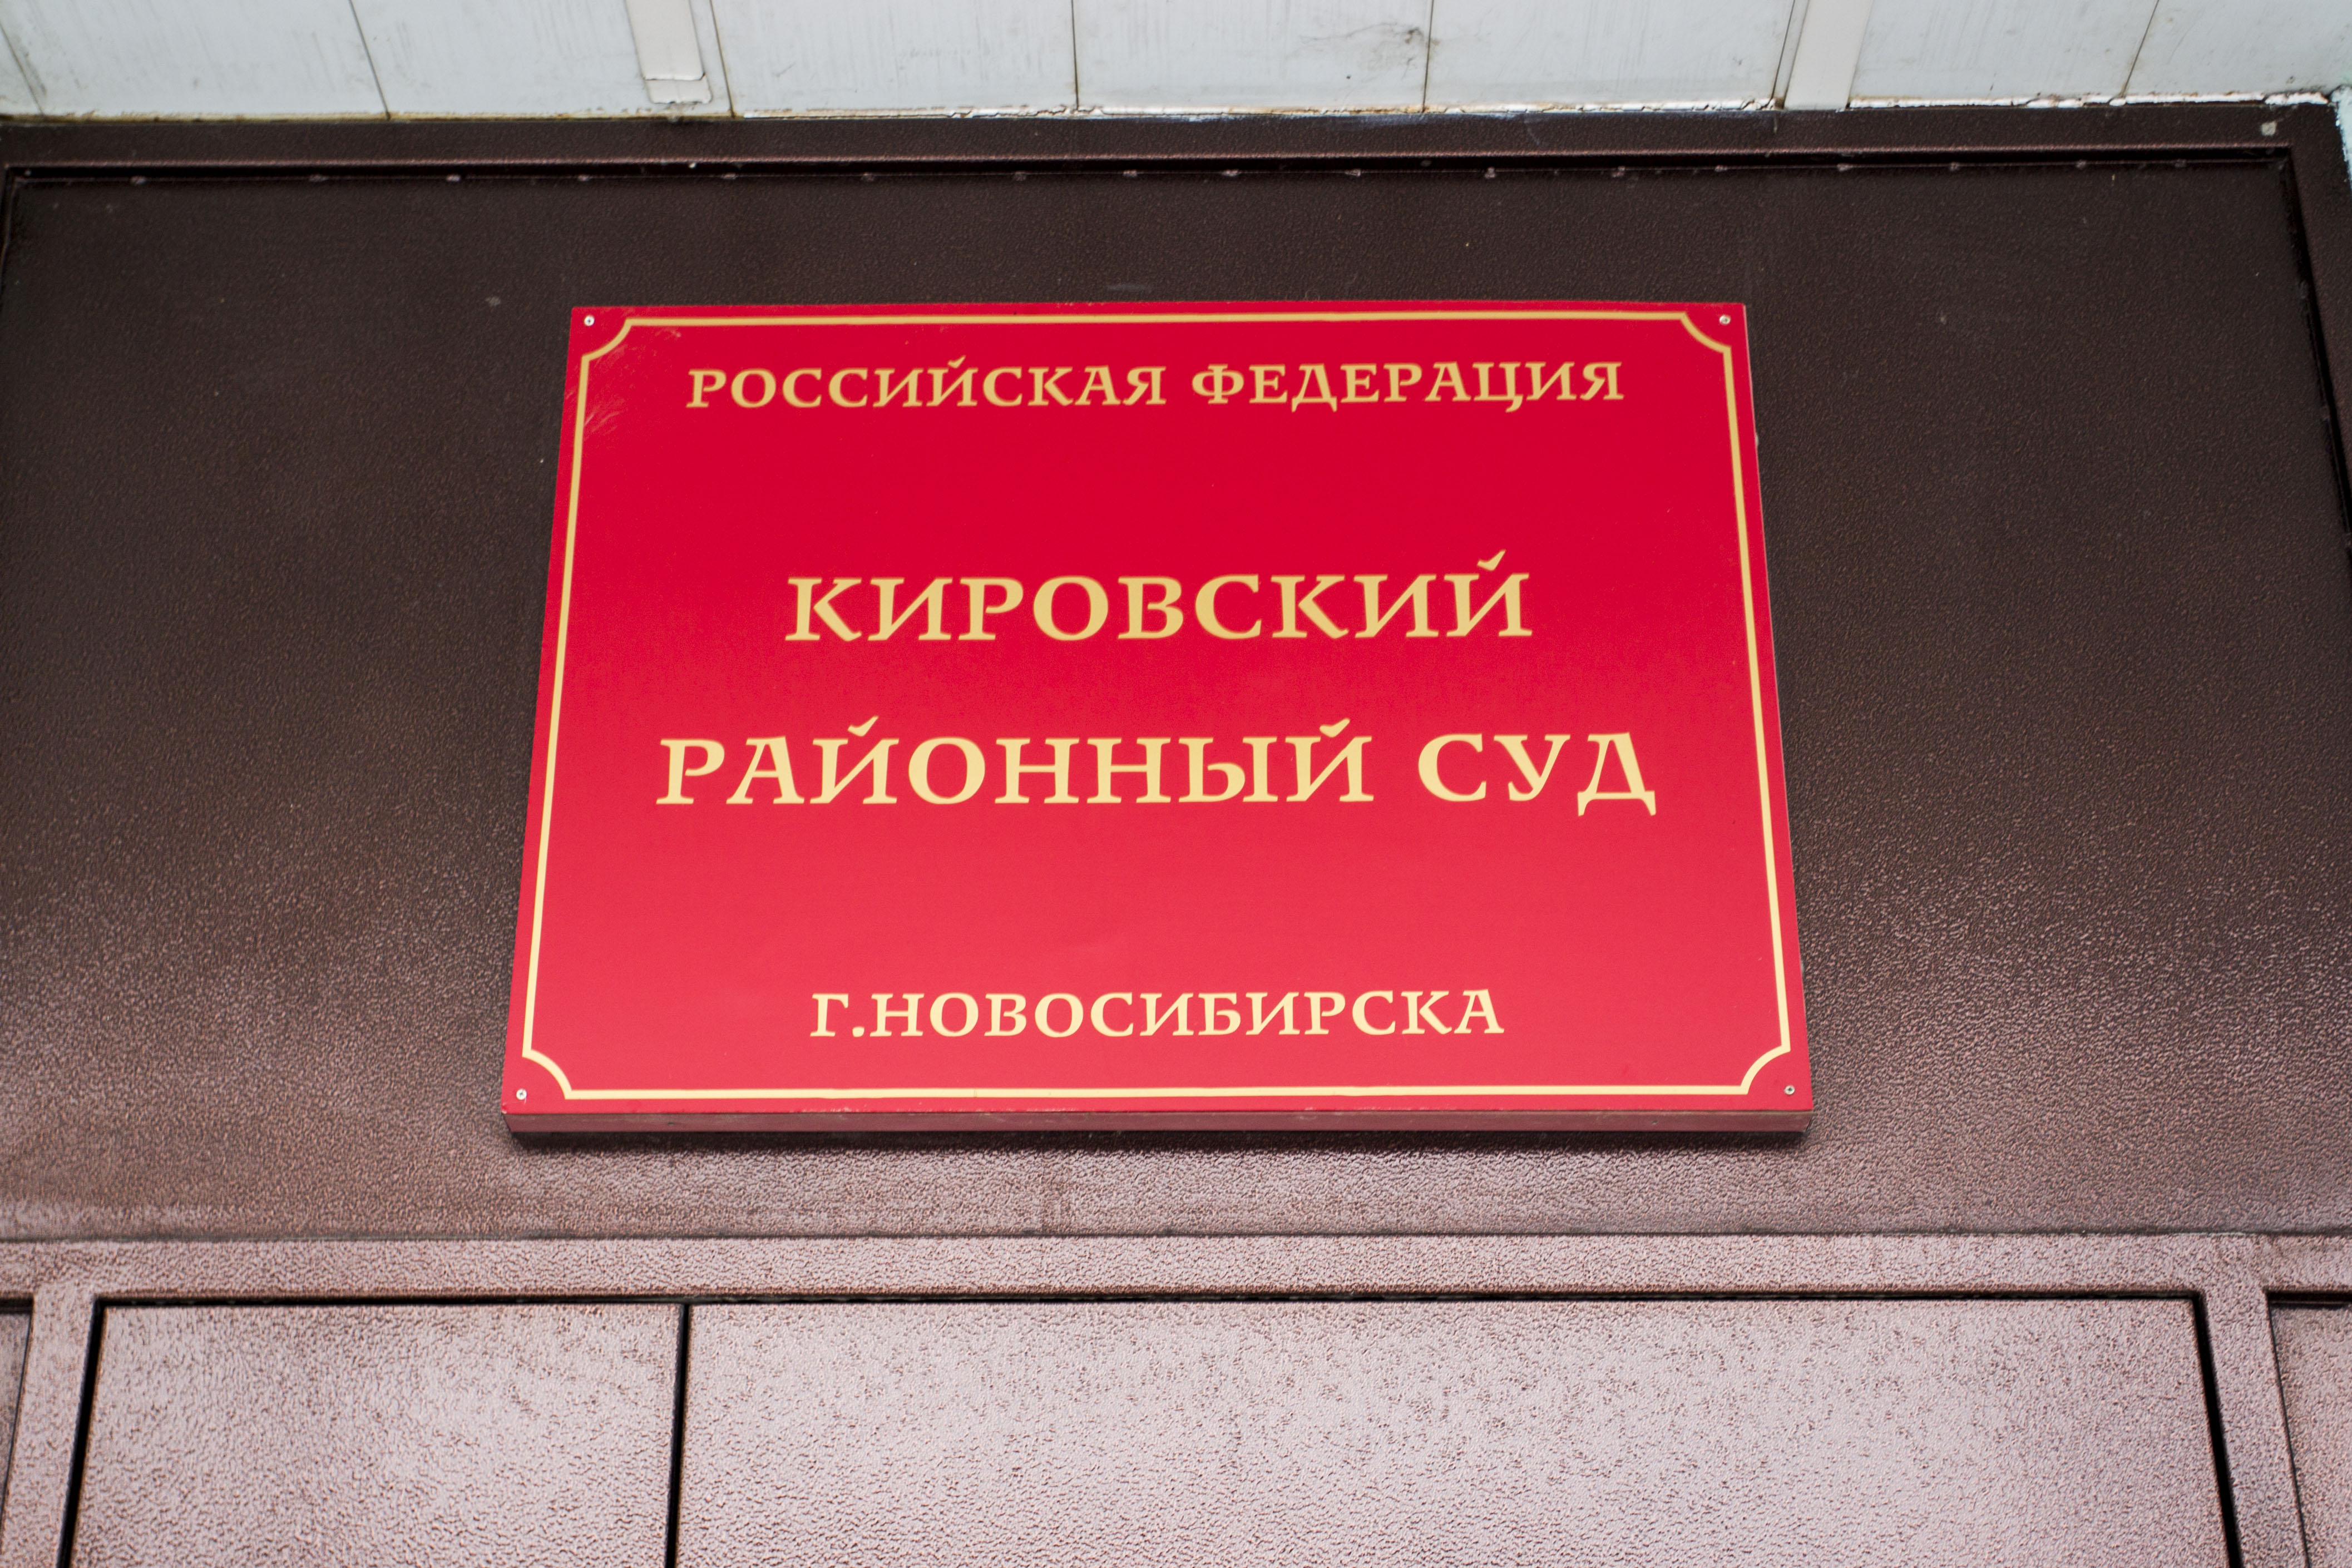 РОССИЙСКАЯ ФЕДЕРАЦИЯ
КИРОВСКИЙ
РАЙОННЫЙ СУД
Г.НОВОСИБИРСКА